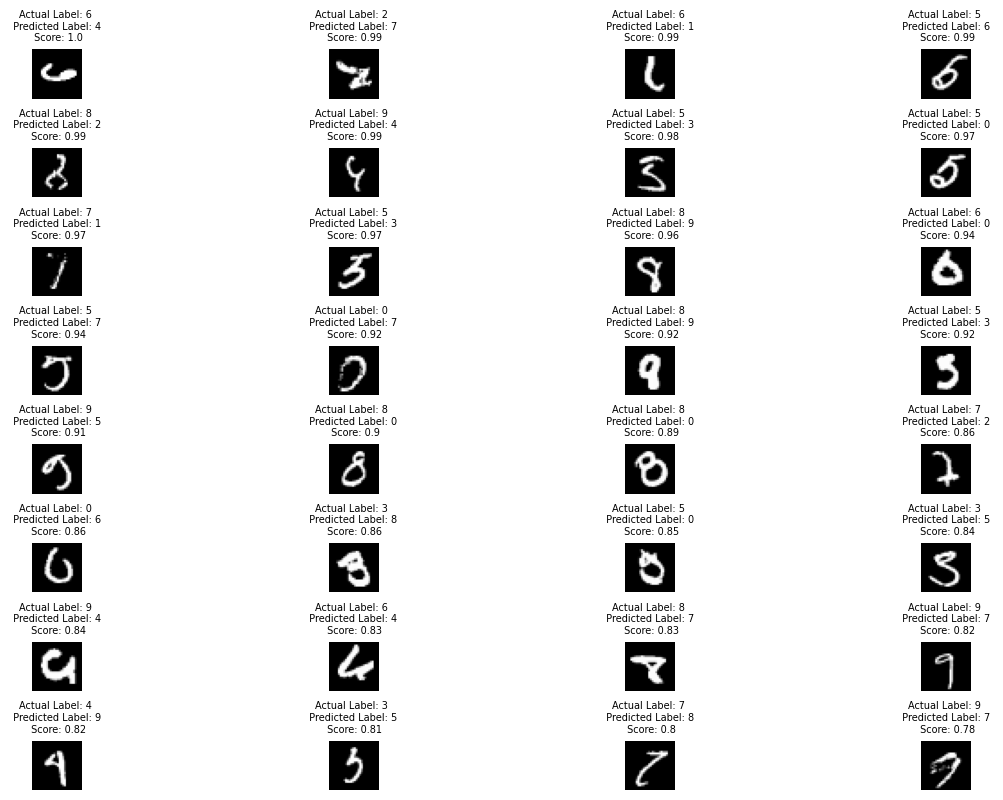 Actual Label: 6
Predicted Label: 4
Score: 1.0
Actual Label: 2
Predicted Label: 7
Score: 0.99
Actual Label: 6
Predicted Label: 1
Score: 0.99
Actual Label: 5
Predicted Label: 6
Score: 0.99
Actual Label: 8
Predicted Label: 2
Score: 0.99
Actual Label: 9
Predicted Label: 4
Score: 0.99
Actual Label: 5
Predicted Label: 3
Score: 0.98
Actual Label: 5
Predicted Label: 0
Score: 0.97
Actual Label: 7
Predicted Label: 1
Score: 0.97
Actual Label: 5
Predicted Label: 3
Score: 0.97
Actual Label: 8
Predicted Label: 9
Score: 0.96
Actual Label: 6
Predicted Label: 0
Score: 0.94
Actual Label: 5
Predicted Label: 7
Score: 0.94
Actual Label: 0
Predicted Label: 7
Score: 0.92
Actual Label: 8
Predicted Label: 9
Score: 0.92
Actual Label: 5
Predicted Label: 3
Score: 0.92
Actual Label: 9
Predicted Label: 5
Score: 0.91
Actual Label: 8
Predicted Label: 0
Score: 0.9
Actual Label: 8
Predicted Label: 0
Score: 0.89
Actual Label: 7
Predicted Label: 2
Score: 0.86
Actual Label: 0
Predicted Label: 6
Score: 0.86
Actual Label: 3
Predicted Label: 8
Score: 0.86
Actual Label: 5
Predicted Label: 0
Score: 0.85
Actual Label: 3
Predicted Label: 5
Score: 0.84
Actual Label: 9
Predicted Label: 4
Score: 0.84
Actual Label: 6
Predicted Label: 4
Score: 0.83
Actual Label: 8
Predicted Label: 7
Score: 0.83
Actual Label: 9
Predicted Label: 7
Score: 0.82
Actual Label: 4
Predicted Label: 9
Score: 0.82
Actual Label: 3
Predicted Label: 5
Score: 0.81
Actual Label: 7
Predicted Label: 8
Score: 0.8
Actual Label: 9
Predicted Label: 7
Score: 0.78